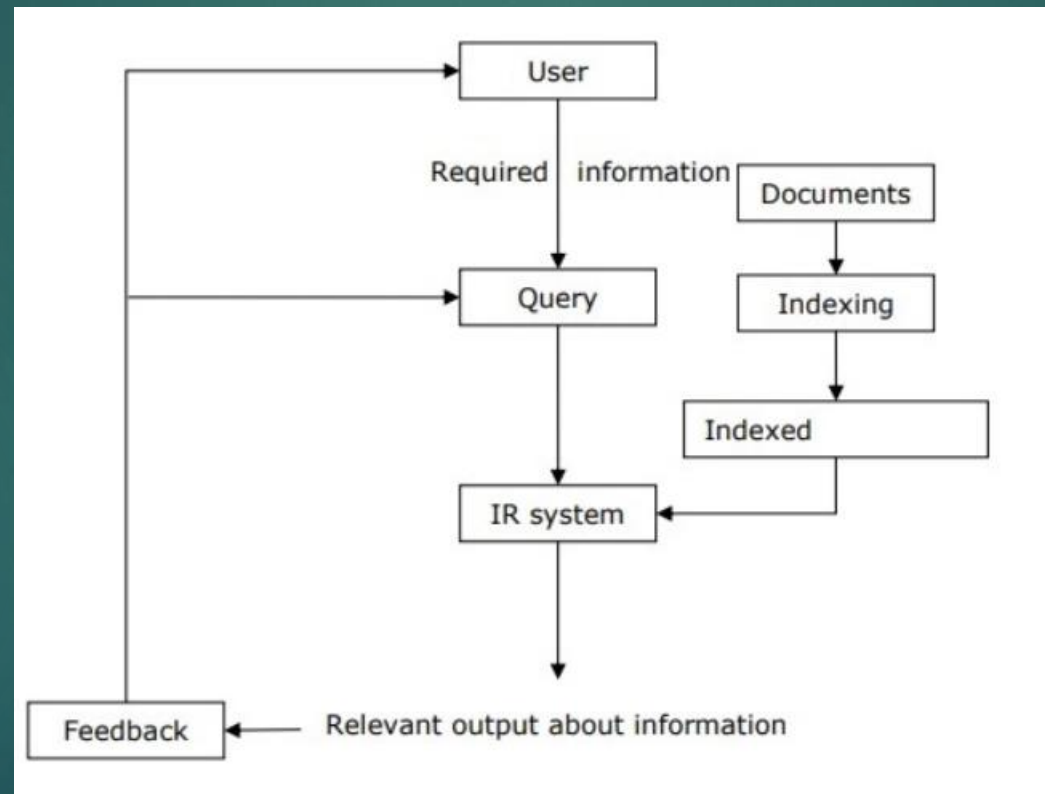 User
Required information
Documents
Query
Indexing
Indexed
IR system
Feedback
Relevant output about information